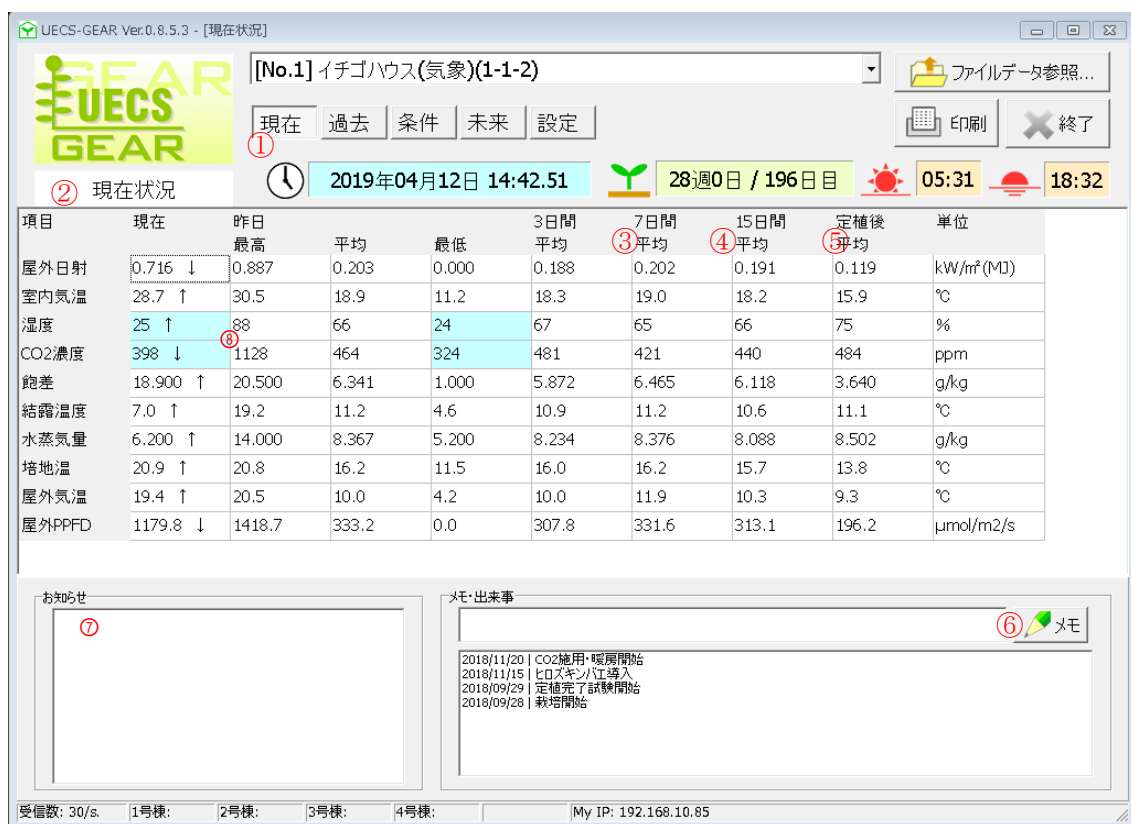 UECS-GEAR Ver.0.8.5.3 - [現在状況]
GEAR
UECS
GEAR
[No.1] イチゴハウス(気象)(1-1-2)
ファイルデータ参照...
現在 過去 条件 未来 設定
印刷 終了
①
② 現在状況
2019年04月12日 14:42.51
28週0日 / 196日目
05:31
18:32
項目 現在 昨日 3日間 7日間 15日間 定植後 単位
最高 平均 最低 平均 ③平均 ④平均 ⑤平均
屋外日射 0.716 ↓ 0.887 0.203 0.000 0.188 0.202 0.191 0.119 kW/㎡(MJ)
室内気温 28.7 ↑ 30.5 18.9 11.2 18.3 19.0 18.2 15.9 ℃
湿度 25 ↑ 88 66 24 67 65 66 75 %
⑧
CO2濃度 398 ↓ 1128 464 324 481 421 440 484 ppm
飽差 18.900 ↑ 20.500 6.341 1.000 5.872 6.465 6.118 3.640 g/kg
結露温度 7.0 ↑ 19.2 11.2 4.6 10.9 11.2 10.6 11.1 ℃
水蒸気量 6.200 ↑ 14.000 8.367 5.200 8.234 8.376 8.088 8.502 g/kg
培地温 20.9 ↑ 20.8 16.2 11.5 16.0 16.2 15.7 13.8 ℃
屋外気温 19.4 ↑ 20.5 10.0 4.2 10.0 11.9 10.3 9.3 ℃
屋外PPFD 1179.8 ↓ 1418.7 333.2 0.0 307.8 331.6 313.1 196.2 μmol/m2/s
お知らせ
⑦
メモ・出来事
⑥ メモ
2018/11/20 | CO2施用・暖房開始
2018/11/15 | ヒロズキンバエ導入
2018/09/29 | 定植完了試験開始
2018/09/28 | 栽培開始
受信数: 30/s. 1号棟: 2号棟: 3号棟: 4号棟: My IP: 192.168.10.85